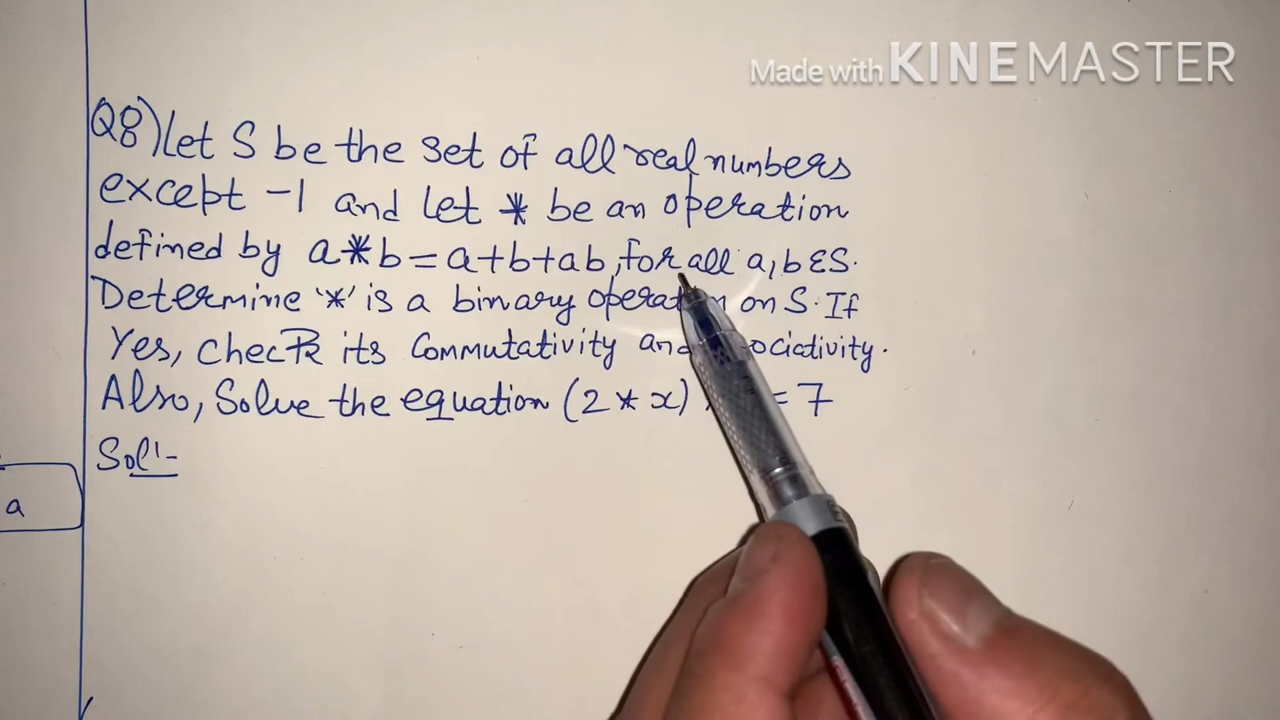 Made with KINEMASTER
Q8) Let S be the set of all real numbers
except -1 and let * be an operation
defined by a*b=a+b+ab, for all a,b ɛ S.
Determine '*' is a binary on S. If
Yes, Check its Commutativity
Also, Solve the equation (2 * x) = 7
Sol':-
a